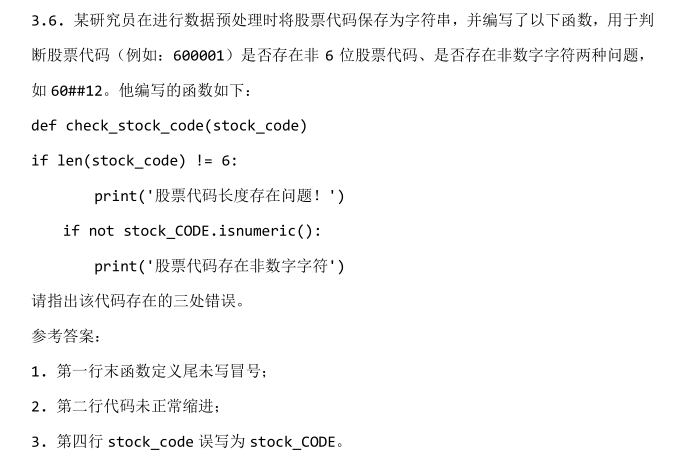 3.6. 某研究员在进行数据预处理时将股票代码保存为字符串，并编写了以下函数，用于判
断股票代码（例如：600001）是否存在非 6 位股票代码、是否存在非数字字符两种问题，
如 60##12。他编写的函数如下：
def check_stock_code(stock_code)
if len(stock_code) != 6:
print('股票代码长度存在问题！')
if not stock_CODE.isnumeric():
print('股票代码存在非数字字符')
请指出该代码存在的三处错误。
参考答案：
1. 第一行末函数定义尾未写冒号；
2. 第二行代码未正常缩进；
3. 第四行 stock_code 误写为 stock_CODE。